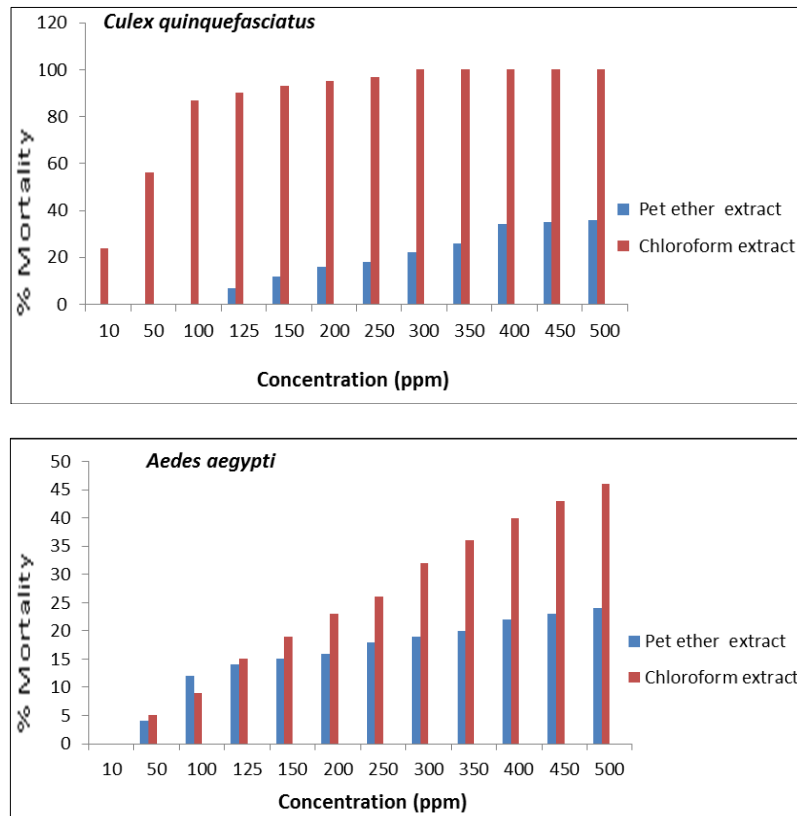 Culex quinquefasciatus
120
100
80
60
40
20
0
% Mortality
10 50 100 125 150 200 250 300 350 400 450 500
Concentration (ppm)
Pet ether extract
Chloroform extract
Aedes aegypti
50
45
40
35
30
25
20
15
10
5
0
% Mortality
10 50 100 125 150 200 250 300 350 400 450 500
Concentration (ppm)
Pet ether extract
Chloroform extract